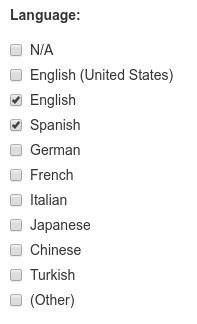 Language:
N/A
English (United States)
English
Spanish
German
French
Italian
Japanese
Chinese
Turkish
(Other)